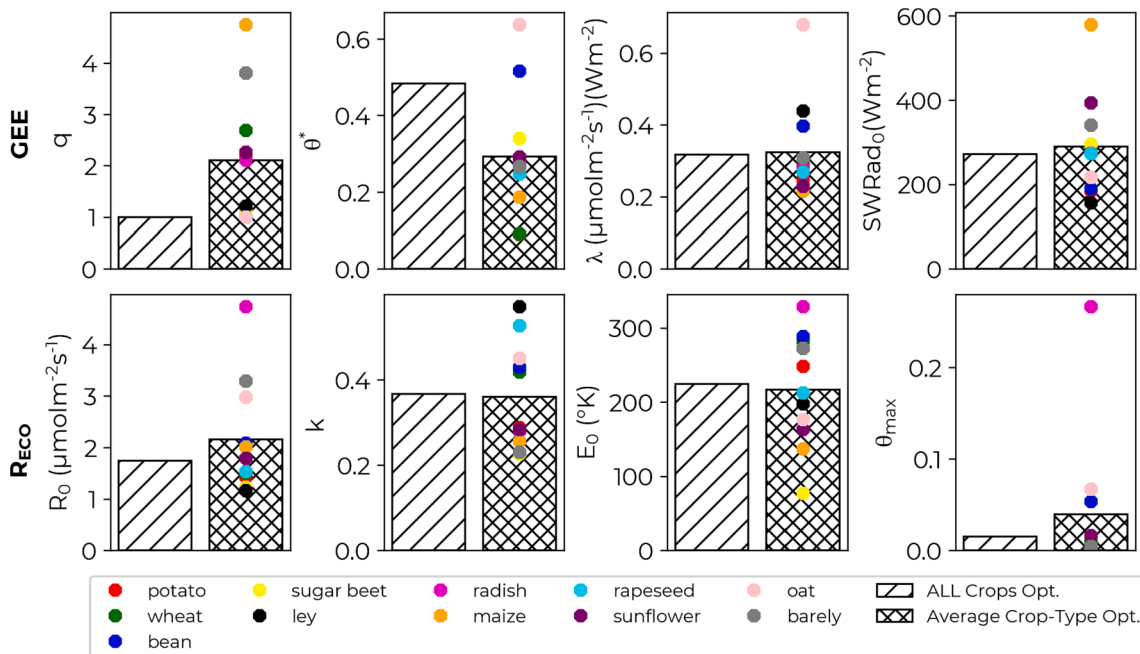 GEE
q
4
3
2
1
0
θ*
0.6
0.4
0.2
0.0
λ (μmolm⁻²s⁻¹)(Wm⁻²)
0.6
0.4
0.2
0.0
SWRad₀(Wm⁻²)
600
400
200
0
R_ECO
R₀ (μmolm⁻²s⁻¹)
4
3
2
1
0
k
0.4
0.2
0.0
E₀ (°K)
300
200
100
0
θmax
0.2
0.1
0.0
potato sugar beet radish rapeseed oat ALL Crops Opt.
wheat ley maize sunflower barely Average Crop-Type Opt.
bean